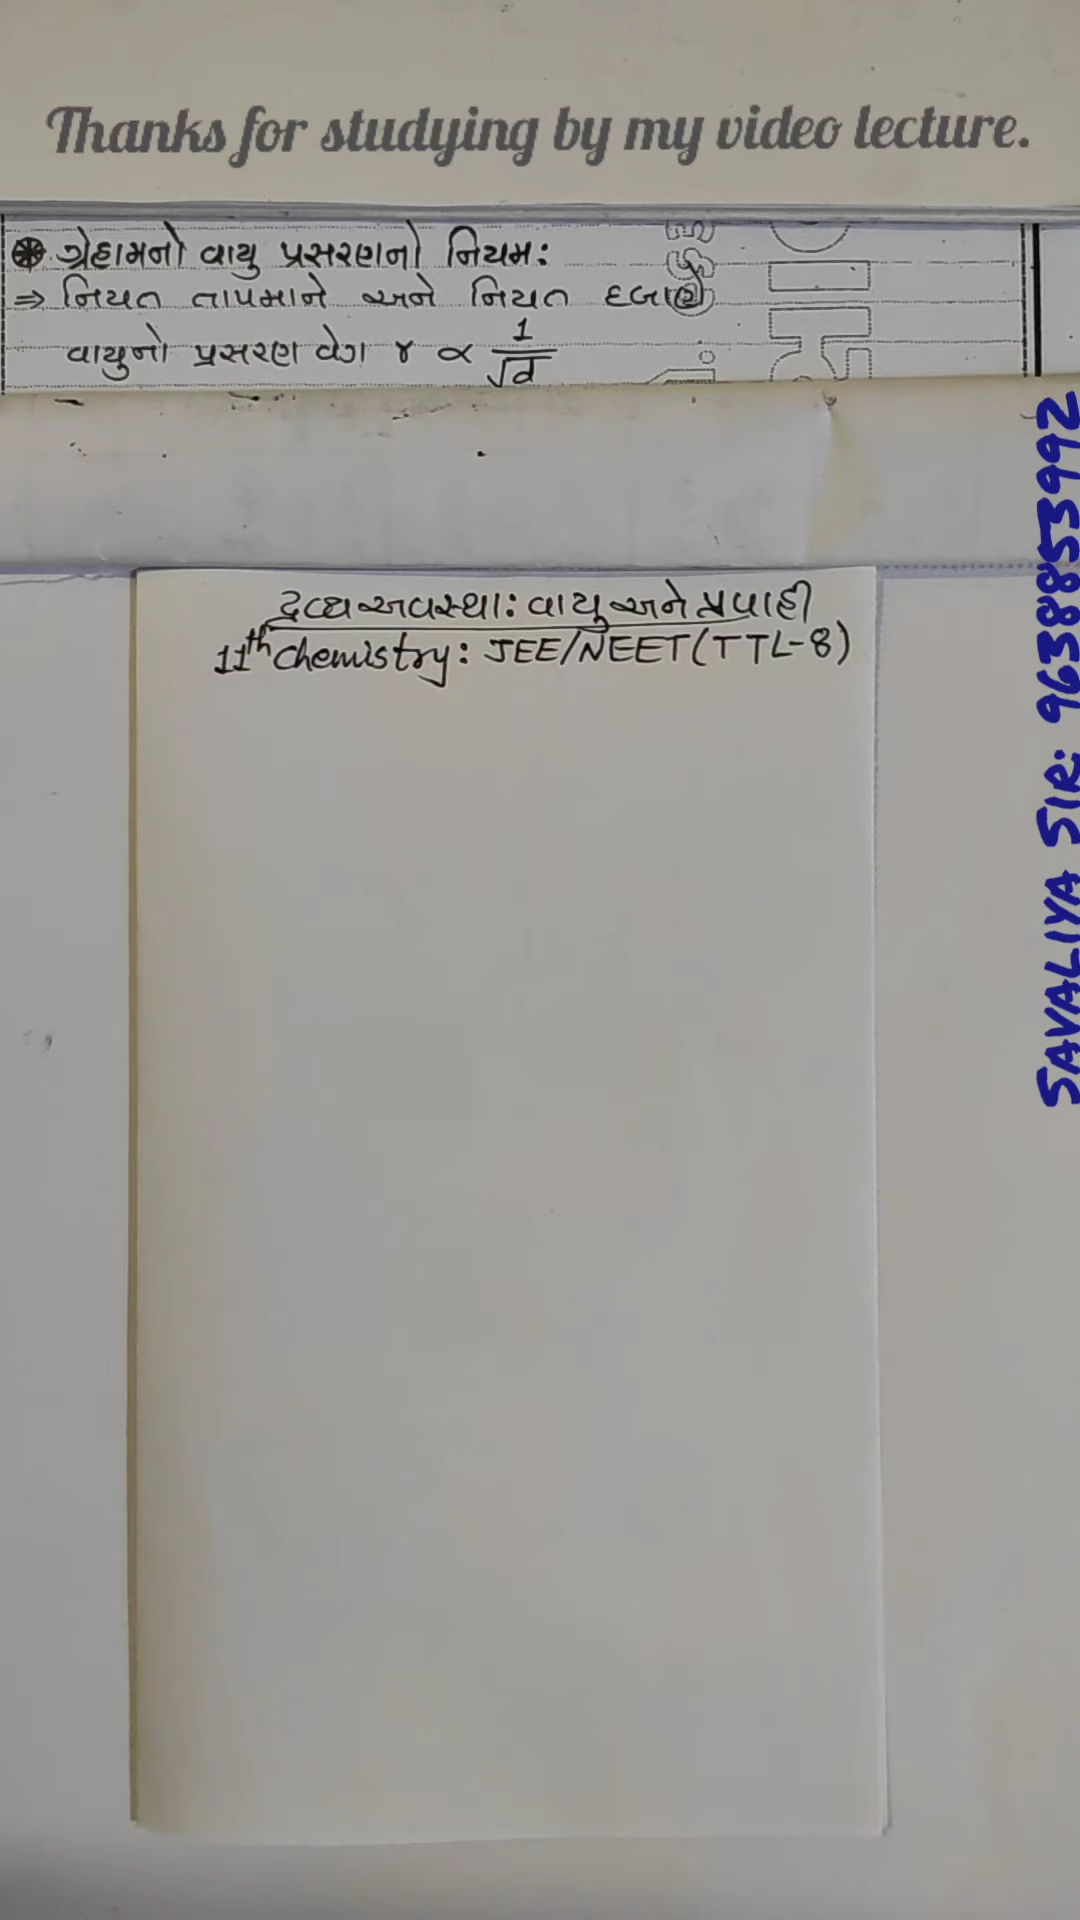 Thanks for studying by my video lecture.
ગ્રેહામનો વાયુ પ્રસરણનો નિયમ:
⇒ નિયત તાપમાને અને નિયત દબાણે
વાયુનો પ્રસરણ વેગ r ∝ 1/√d
દ્રવ્ય અવસ્થા: વાયુ અને પ્રવાહી
11th chemistry: JEE/NEET(TTL-8)
SAVALIYA SIR: 9638853992